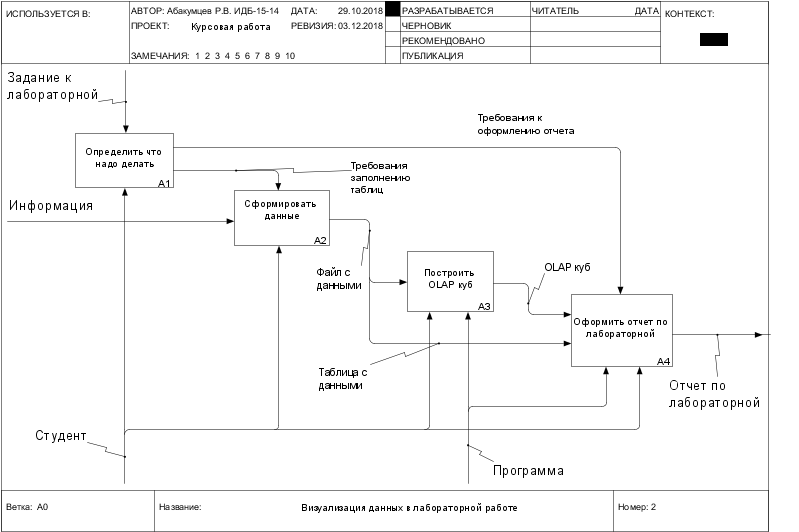 ИСПОЛЬЗУЕТСЯ В:
АВТОР: Абакумцев Р.В. ИДБ-15-14
ДАТА: 29.10.2018
ПРОЕКТ: Курсовая работа
РЕВИЗИЯ: 03.12.2018
ЗАМЕЧАНИЯ: 1 2 3 4 5 6 7 8 9 10
РАЗРАБАТЫВАЕТСЯ
ЧЕРНОВИК
РЕКОМЕНДОВАНО
ПУБЛИКАЦИЯ
ЧИТАТЕЛЬ
ДАТА
КОНТЕКСТ:
Задание к
лабораторной
Требования к
оформлению отчета
Определить что
надо делать
A1
Требования
заполнению
таблиц
Информация
Сформировать
данные
A2
Файл с
данными
Построить
OLAP куб
A3
OLAP куб
Оформить отчет по
лабораторной
A4
Таблица с
данными
Отчет по
лабораторной
Студент
Программа
Ветка: A0
Название:
Визуализация данных в лабораторной работе
Номер: 2